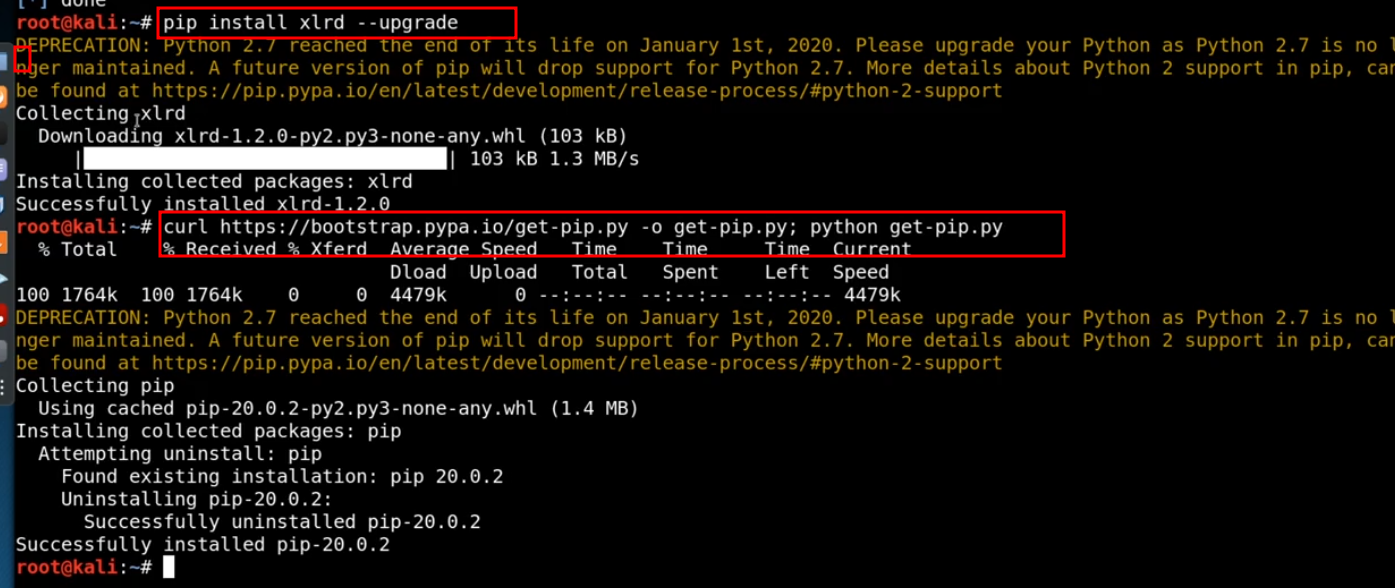 [*] done
root@kali:~# pip install xlrd --upgrade
DEPRECATION: Python 2.7 reached the end of its life on January 1st, 2020. Please upgrade your Python as Python 2.7 is no l
nger maintained. A future version of pip will drop support for Python 2.7. More details about Python 2 support in pip, can
be found at https://pip.pypa.io/en/latest/development/release-process/#python-2-support
Collecting xlrd
Downloading xlrd-1.2.0-py2.py3-none-any.whl (103 kB)
| | 103 kB 1.3 MB/s
Installing collected packages: xlrd
Successfully installed xlrd-1.2.0
root@kali:~# curl https://bootstrap.pypa.io/get-pip.py -o get-pip.py; python get-pip.py
% Total % Received % Xferd Average Speed Time Time Time Current
Dload Upload Total Spent Left Speed
100 1764k 100 1764k 0 0 4479k 0 --:--:-- --:--:-- --:--:-- 4479k
DEPRECATION: Python 2.7 reached the end of its life on January 1st, 2020. Please upgrade your Python as Python 2.7 is no l
nger maintained. A future version of pip will drop support for Python 2.7. More details about Python 2 support in pip, can
be found at https://pip.pypa.io/en/latest/development/release-process/#python-2-support
Collecting pip
Using cached pip-20.0.2-py2.py3-none-any.whl (1.4 MB)
Installing collected packages: pip
Attempting uninstall: pip
Found existing installation: pip 20.0.2
Uninstalling pip-20.0.2:
Successfully uninstalled pip-20.0.2
Successfully installed pip-20.0.2
root@kali:~#